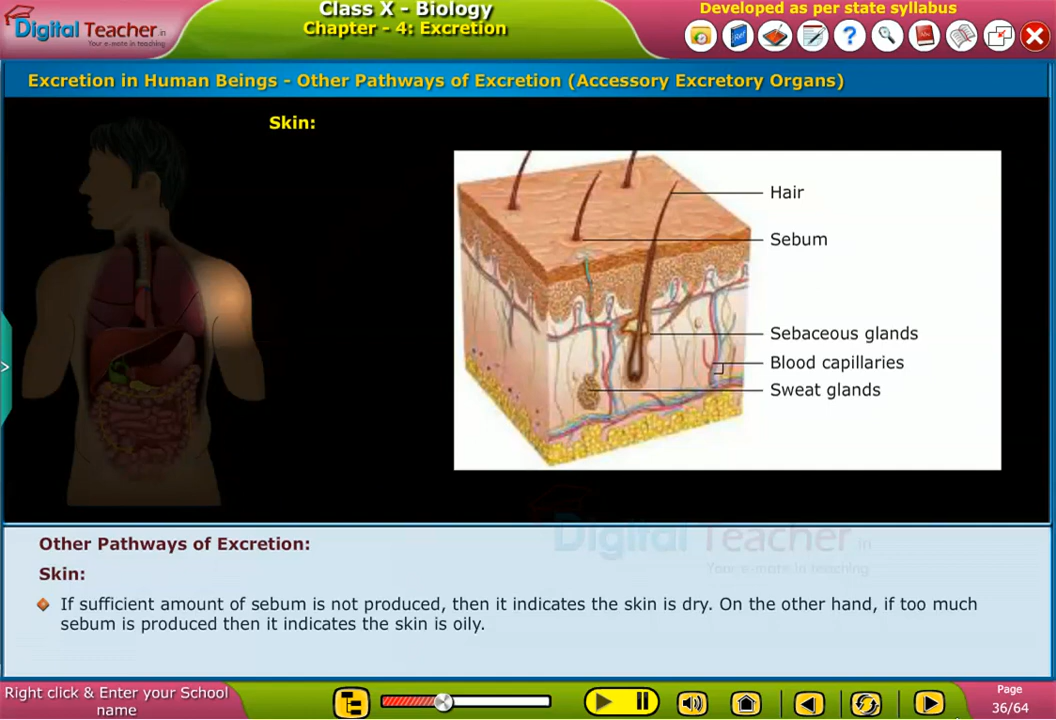 Digital Teacher.in
Your e-mate in teaching
Class X - Biology
Chapter - 4: Excretion
Developed as per state syllabus
Excretion in Human Beings - Other Pathways of Excretion (Accessory Excretory Organs)
Skin:
Hair
Sebum
Sebaceous glands
Blood capillaries
Sweat glands
Digital Teacher.in
Your e-mate in teaching
Other Pathways of Excretion:
Skin:
If sufficient amount of sebum is not produced, then it indicates the skin is dry. On the other hand, if too much
sebum is produced then it indicates the skin is oily.
Right click & Enter your School
name
Page
36/64